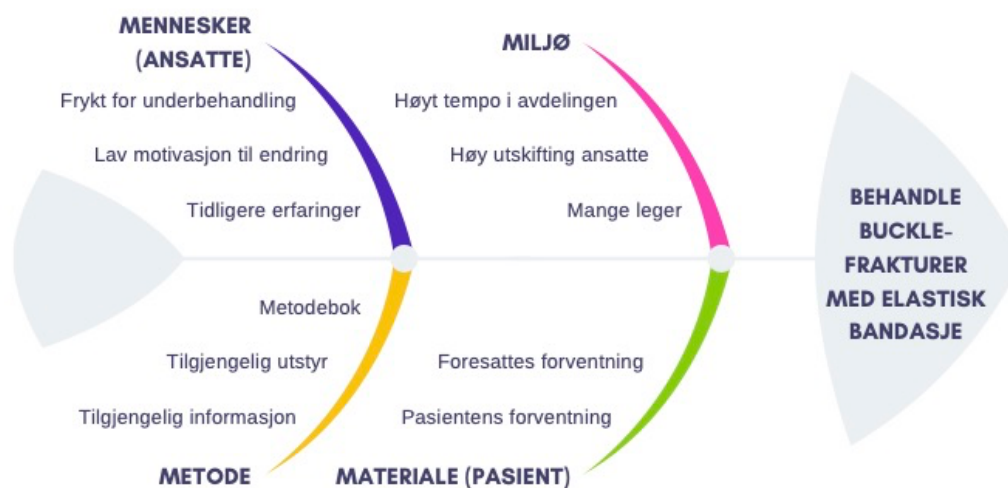 MENNESKER
(ANSATTE)
Frykt for underbehandling
Lav motivasjon til endring
Tidligere erfaringer
MILJØ
Høyt tempo i avdelingen
Høy utskifting ansatte
Mange leger
Metodebok
Tilgjengelig utstyr
Tilgjengelig informasjon
METODE
Foresattes forventning
Pasientens forventning
MATERIALE (PASIENT)
BEHANDLE
BUCKLE-
FRAKTURER
MED ELASTISK
BANDASJE